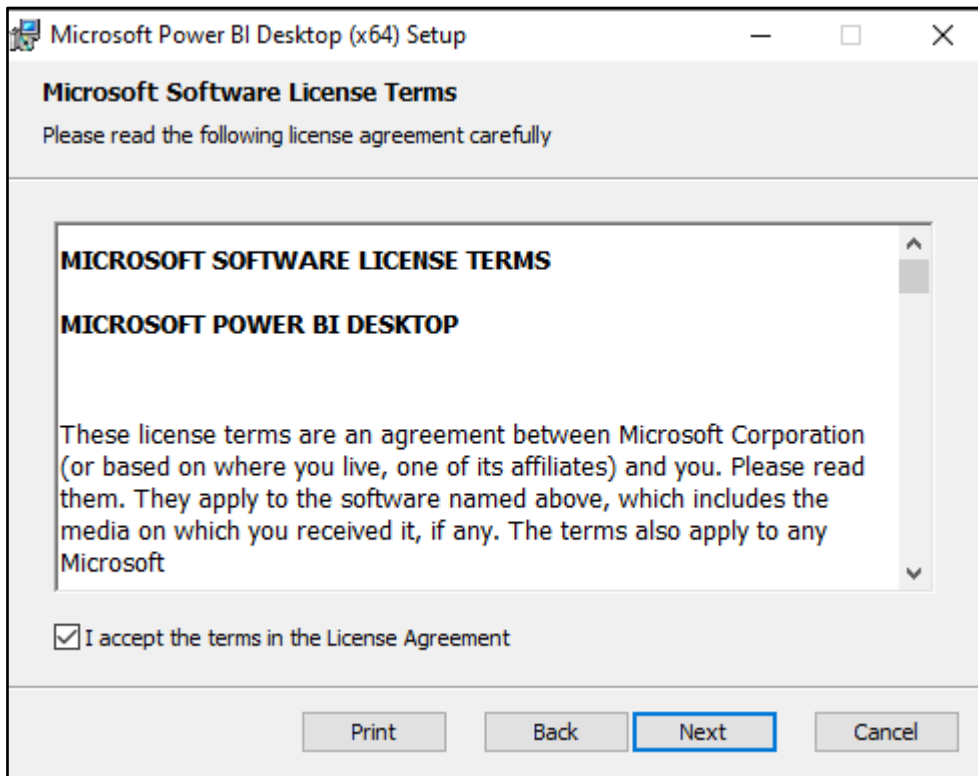 Microsoft Power BI Desktop (x64) Setup
Microsoft Software License Terms
Please read the following license agreement carefully
MICROSOFT SOFTWARE LICENSE TERMS
MICROSOFT POWER BI DESKTOP
These license terms are an agreement between Microsoft Corporation
(or based on where you live, one of its affiliates) and you. Please read
them. They apply to the software named above, which includes the
media on which you received it, if any. The terms also apply to any
Microsoft
I accept the terms in the License Agreement
Print Back Next Cancel